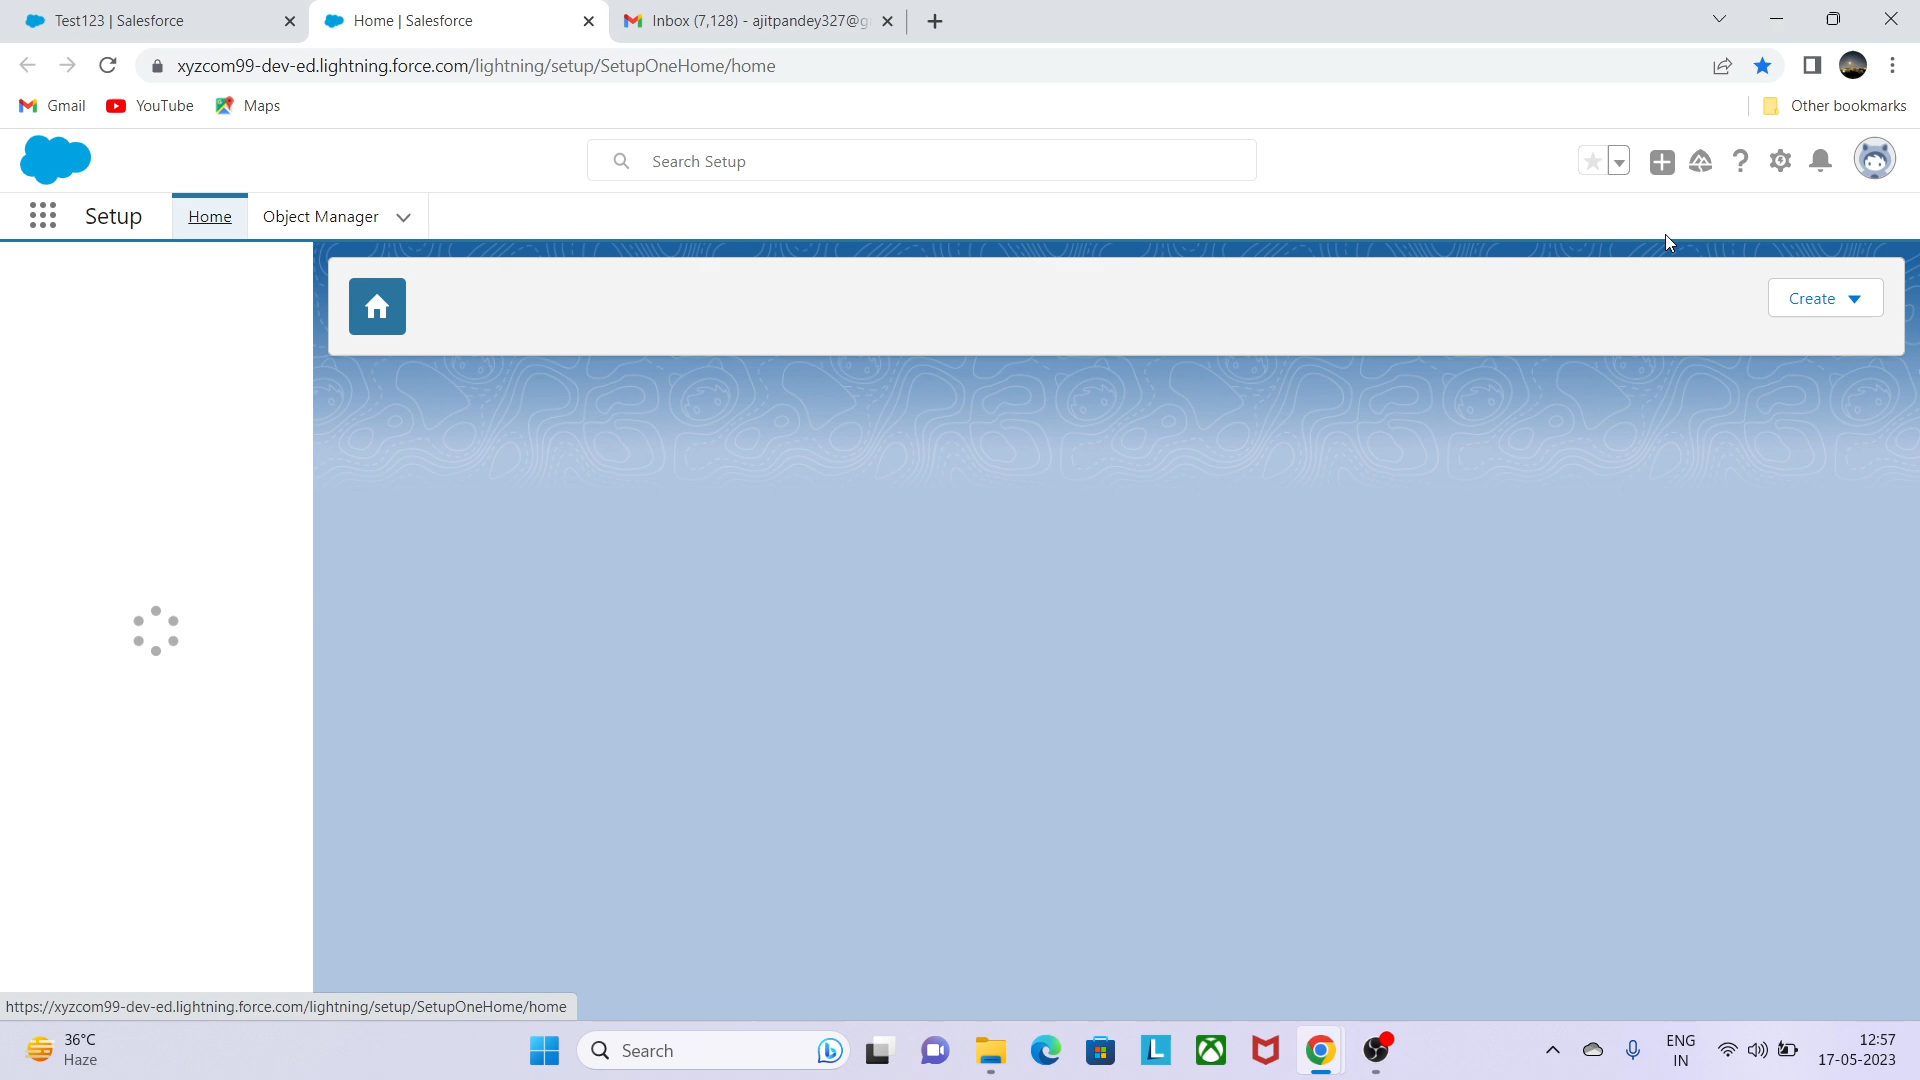 Test123 | Salesforce
Home | Salesforce
Inbox (7,128) - ajitpandey327@g
xyzcom99-dev-ed.lightning.force.com/lightning/setup/SetupOneHome/home
Gmail
YouTube
Maps
Other bookmarks
Search Setup
Setup
Home
Object Manager
Create
https://xyzcom99-dev-ed.lightning.force.com/lightning/setup/SetupOneHome/home
36°C
Haze
Search
ENG
IN
12:57
17-05-2023